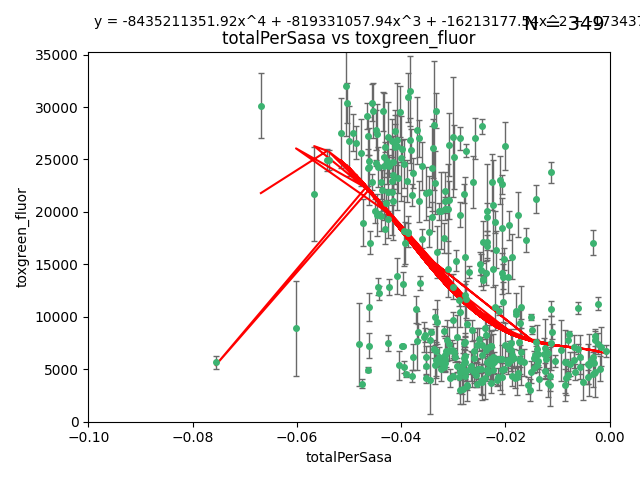 y = -8435211351.92x^4 + -819331057.94x^3 + -16213177.54x^2 + -173437
N = 349
totalPerSasa vs toxgreen_fluor
35000
30000
25000
20000
15000
10000
5000
0
toxgreen_fluor
−0.10 −0.08 −0.06 −0.04 −0.02 0.00
totalPerSasa